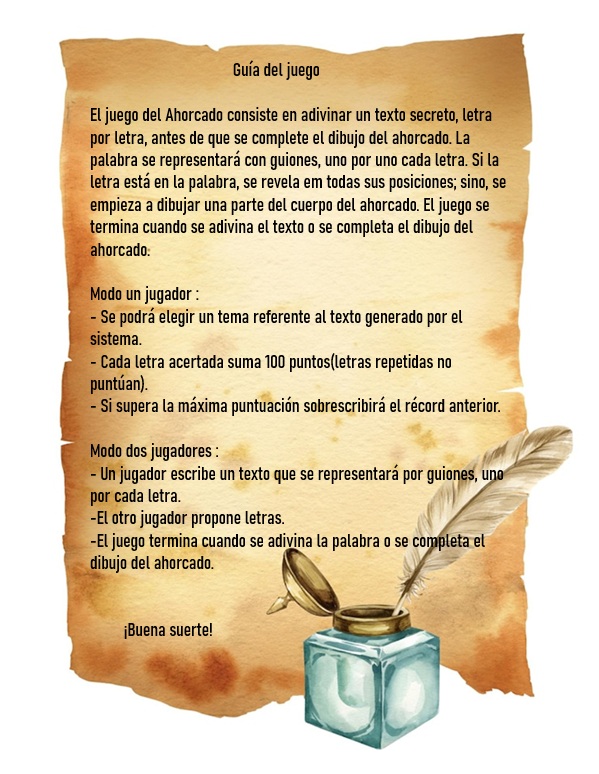 Guía del juego
El juego del Ahorcado consiste en adivinar un texto secreto, letra
por letra, antes de que se complete el dibujo del ahorcado. La
palabra se representará con guiones, uno por uno cada letra. Si la
letra está en la palabra, se revela em todas sus posiciones; sino, se
empieza a dibujar una parte del cuerpo del ahorcado. El juego se
termina cuando se adivina el texto o se completa el dibujo del
ahorcado.
Modo un jugador :
- Se podrá elegir un tema referente al texto generado por el
sistema.
- Cada letra acertada suma 100 puntos(letras repetidas no
puntúan).
- Si supera la máxima puntuación sobrescribirá el récord anterior.
Modo dos jugadores :
- Un jugador escribe un texto que se representará por guiones, uno
por cada letra.
-El otro jugador propone letras.
-El juego termina cuando se adivina la palabra o se completa el
dibujo del ahorcado.
¡Buena suerte!